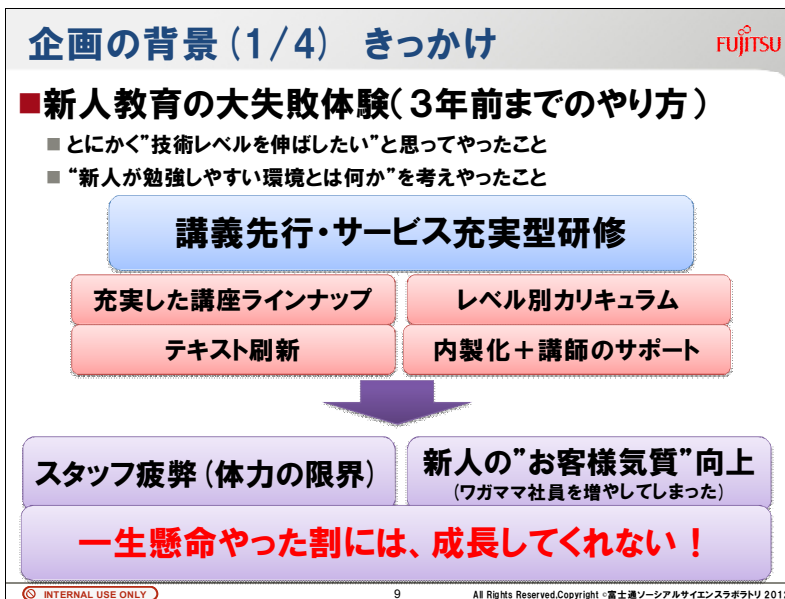 企画の背景(1/4) きっかけ
FUJITSU
■新人教育の大失敗体験(3年前までのやり方)
■とにかく”技術レベルを伸ばしたい”と思ってやったこと
■“新人が勉強しやすい環境とは何か”を考えやったこと
講義先行・サービス充実型研修
充実した講座ラインナップ
レベル別カリキュラム
テキスト刷新
内製化+講師のサポート
スタッフ疲弊(体力の限界)
新人の”お客様気質”向上
(ワガママ社員を増やしてしまった)
一生懸命やった割には、成長してくれない!
INTERNAL USE ONLY
9
All Rights Reserved,Copyright ©富士通ソーシアルサイエンスラボラトリ 2012